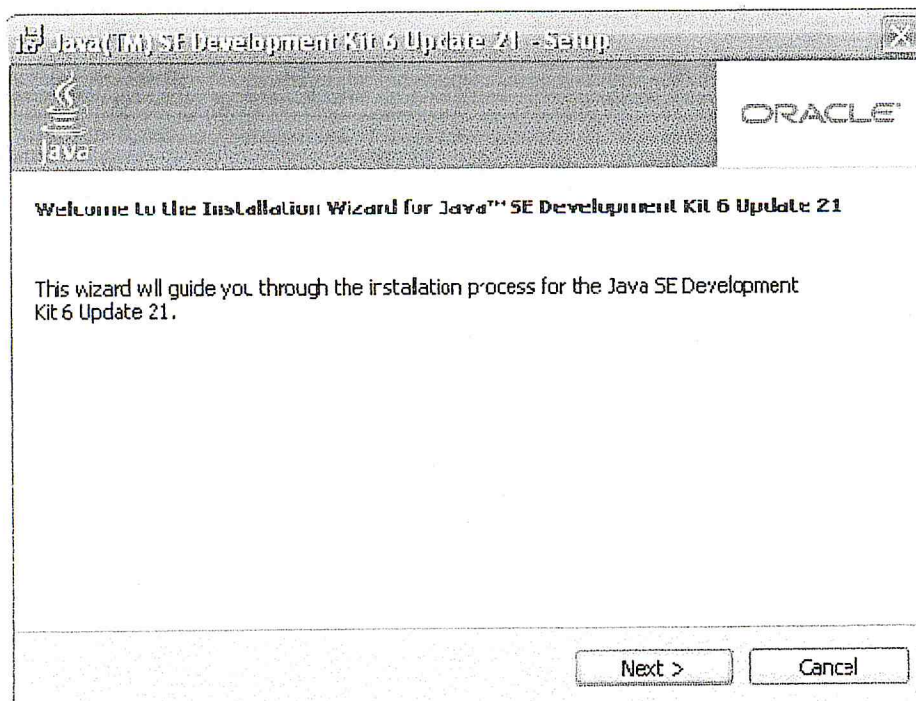 Java(TM) SE Development Kit 6 Update 21 - Setup
Java
ORACLE
Welcome to the Installation Wizard for Java™ SE Development Kit 6 Update 21
This wizard will guide you through the installation process for the Java SE Development
Kit 6 Update 21.
Next >
Cancel